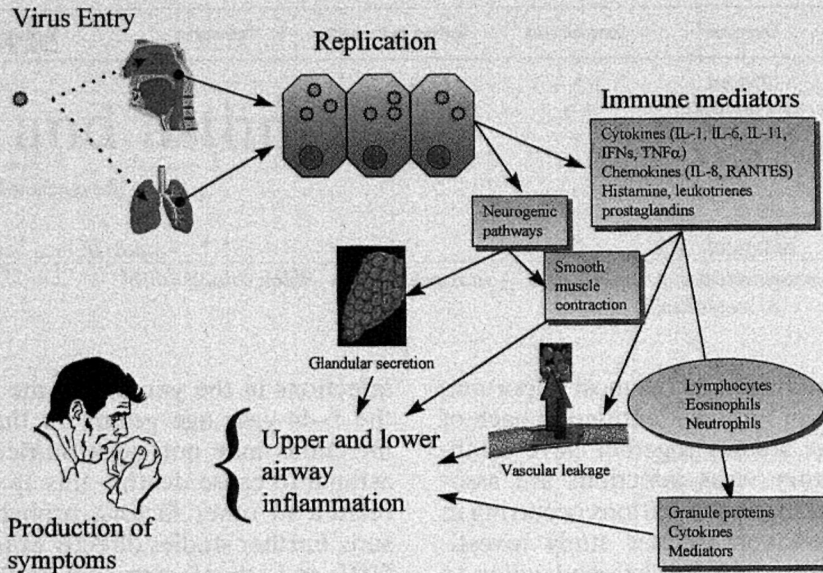 Virus Entry
Replication
Immune mediators
Cytokines (IL-1, IL-6, IL-11,
IFNs, TNFα)
Chemokines (IL-8, RANTES)
Histamine, leukotrienes
prostaglandins
Neurogenic
pathways
Smooth
muscle
contraction
Glandular secretion
Lymphocytes
Eosinophils
Neutrophils
Upper and lower
airway
inflammation
Vascular leakage
Granule proteins
Cytokines
Mediators
Production of
symptoms